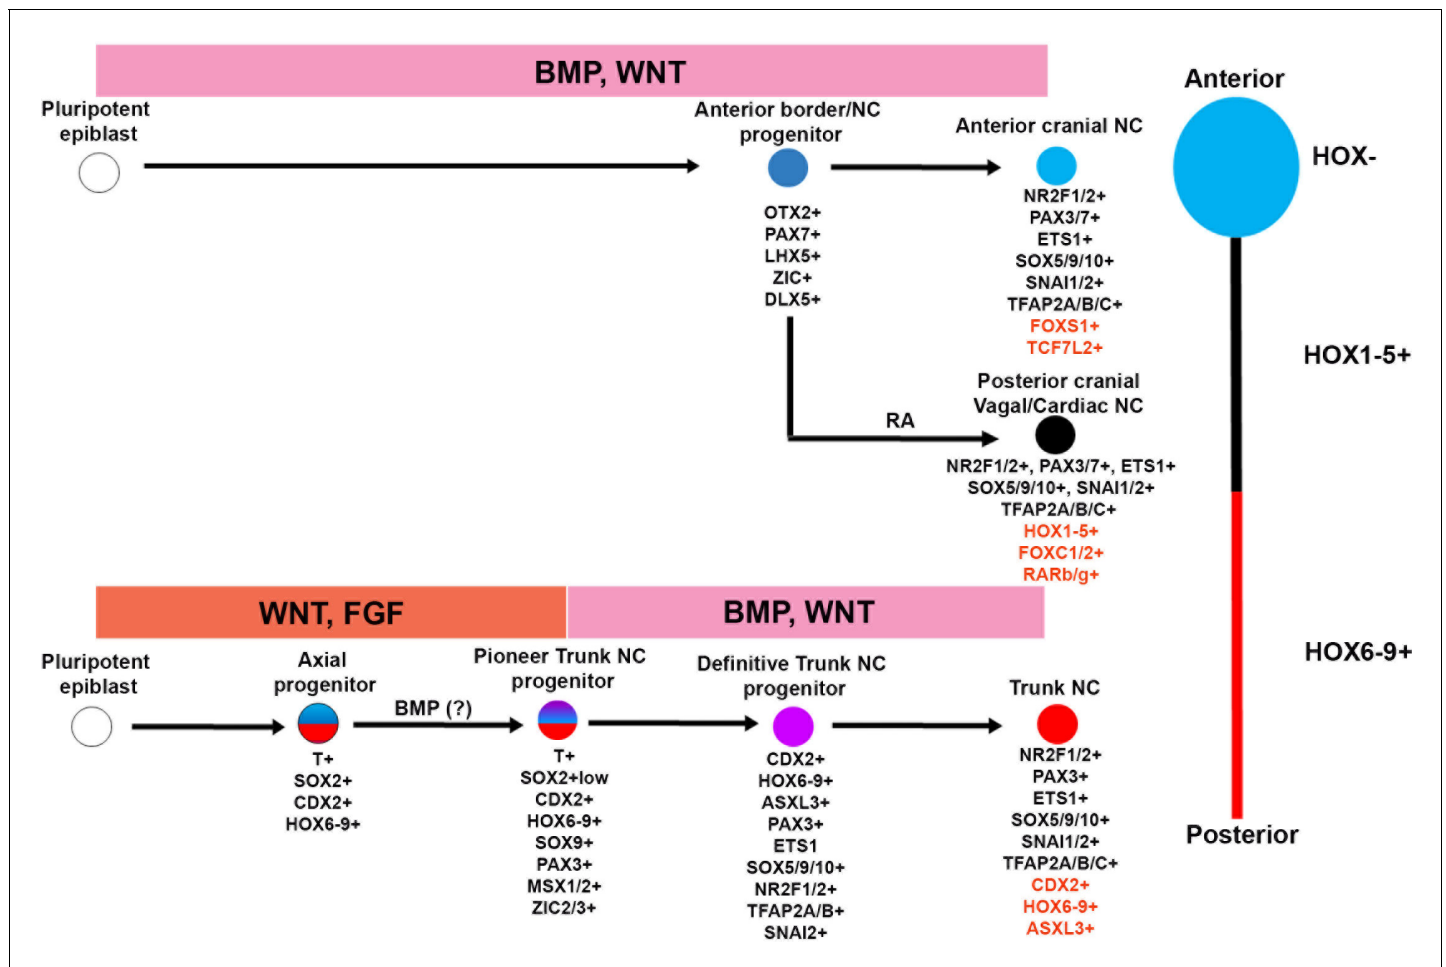 BMP, WNT
Pluripotent
epiblast
Anterior border/NC
progenitor
OTX2+
PAX7+
LHX5+
ZIC+
DLX5+
Anterior cranial NC
NR2F1/2+
PAX3/7+
ETS1+
SOX5/9/10+
SNAI1/2+
TFAP2A/B/C+
FOXS1+
TCF7L2+
RA
Posterior cranial
Vagal/Cardiac NC
NR2F1/2+, PAX3/7+, ETS1+
SOX5/9/10+, SNAI1/2+
TFAP2A/B/C+
HOX1-5+
FOXC1/2+
RARb/g+
WNT, FGF
BMP, WNT
Pluripotent
epiblast
Axial
progenitor
T+
SOX2+
CDX2+
HOX6-9+
BMP (?)
Pioneer Trunk NC
progenitor
T+
SOX2+low
CDX2+
HOX6-9+
SOX9+
PAX3+
MSX1/2+
ZIC2/3+
Definitive Trunk NC
progenitor
CDX2+
HOX6-9+
ASXL3+
PAX3+
ETS1
SOX5/9/10+
NR2F1/2+
TFAP2A/B+
SNAI2+
Trunk NC
NR2F1/2+
PAX3+
ETS1+
SOX5/9/10+
SNAI1/2+
TFAP2A/B/C+
CDX2+
HOX6-9+
ASXL3+
Anterior
HOX-
HOX1-5+
HOX6-9+
Posterior